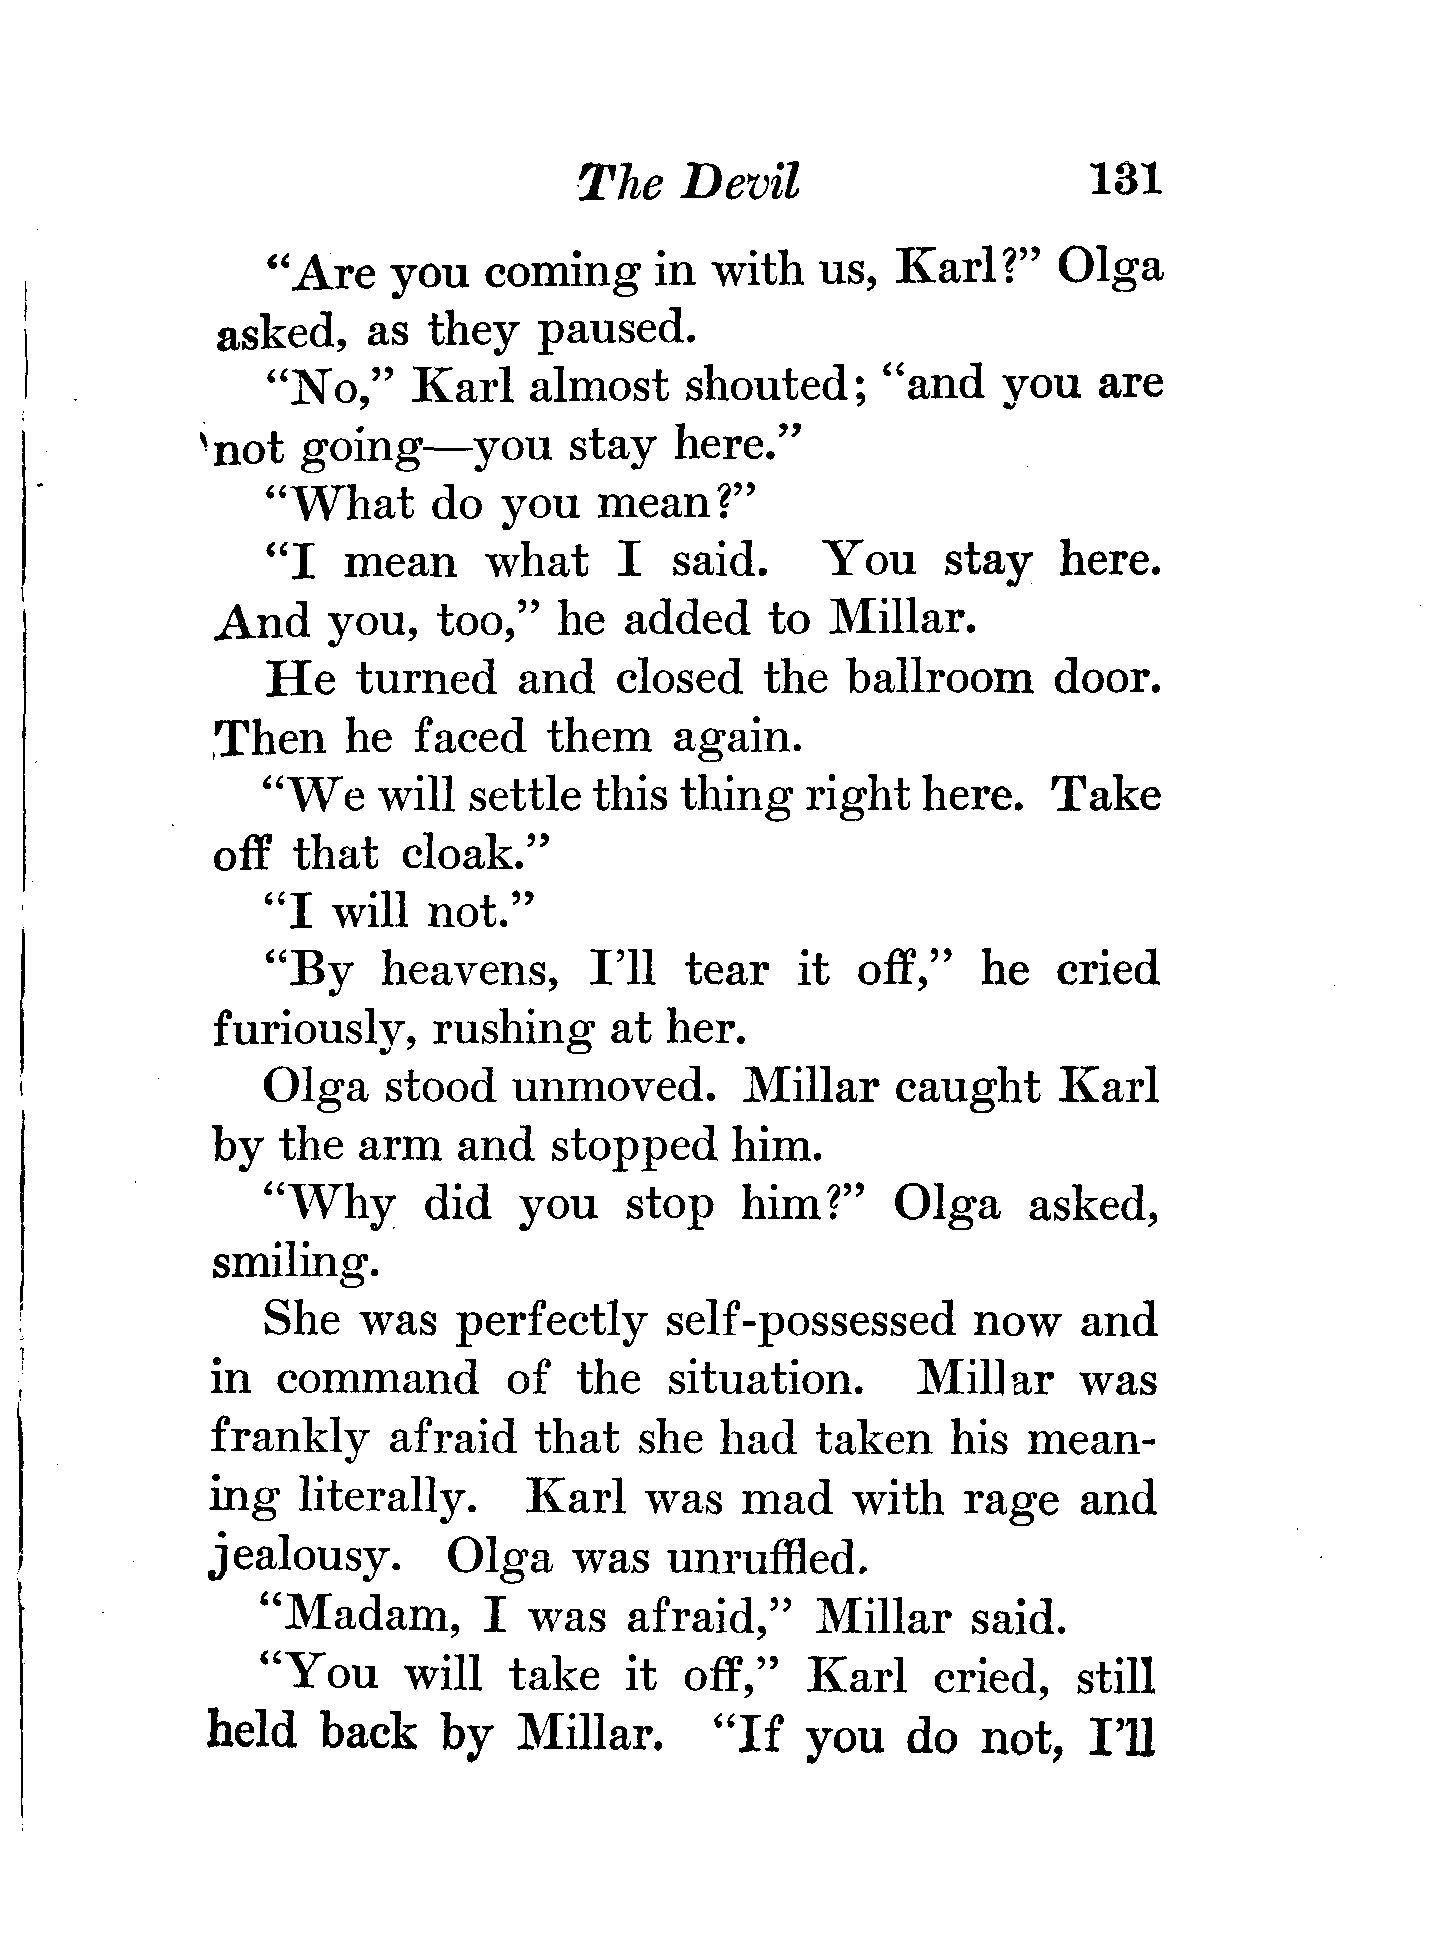 The Devil 131
“Are you coming in with us, Karl?” Olga
asked, as they paused.
“No,” Karl almost shouted; “and you are
not going—you stay here.”
“What do you mean?”
“I mean what I said. You stay here.
And you, too,” he added to Millar.
He turned and closed the ballroom door.
Then he faced them again.
“We will settle this thing right here. Take
off that cloak.”
“I will not.”
“By heavens, I’ll tear it off,” he cried
furiously, rushing at her.
Olga stood unmoved. Millar caught Karl
by the arm and stopped him.
“Why did you stop him?” Olga asked,
smiling.
She was perfectly self-possessed now and
in command of the situation. Millar was
frankly afraid that she had taken his mean-
ing literally. Karl was mad with rage and
jealousy. Olga was unruffled.
“Madam, I was afraid,” Millar said.
“You will take it off,” Karl cried, still
held back by Millar. “If you do not, I’ll